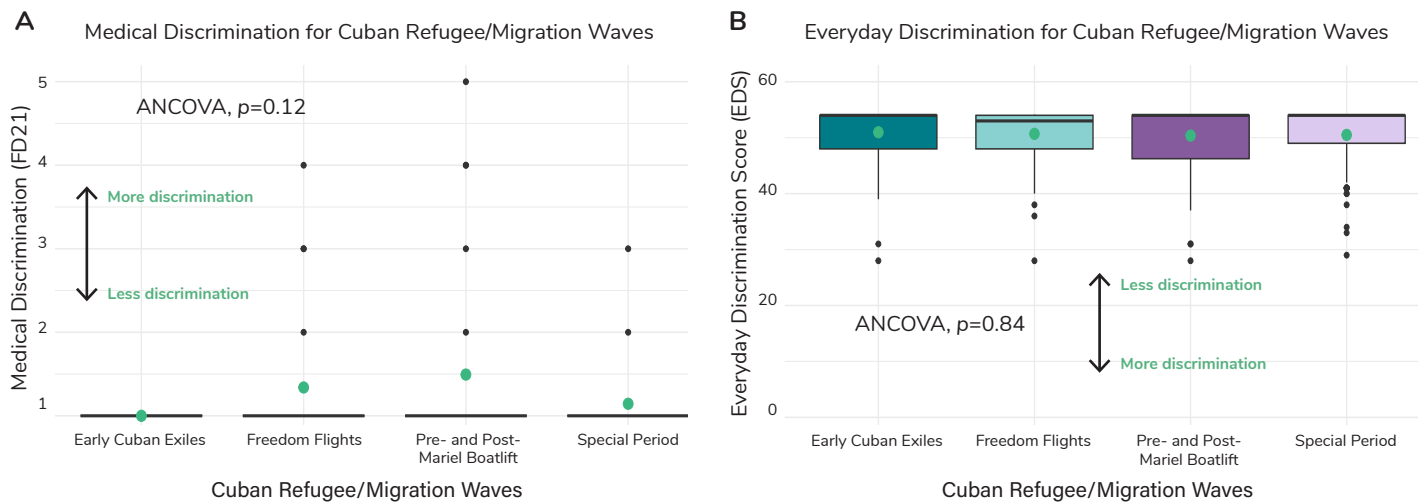 A
Medical Discrimination for Cuban Refugee/Migration Waves
Medical Discrimination (FD21)
5
4
3
2
1
ANCOVA, p=0.12
More discrimination
Less discrimination
Early Cuban Exiles
Freedom Flights
Pre- and Post-
Mariel Boatlift
Special Period
Cuban Refugee/Migration Waves
B
Everyday Discrimination for Cuban Refugee/Migration Waves
Everyday Discrimination Score (EDS)
60
40
20
0
Less discrimination
ANCOVA, p=0.84
More discrimination
Early Cuban Exiles
Freedom Flights
Pre- and Post-
Mariel Boatlift
Special Period
Cuban Refugee/Migration Waves